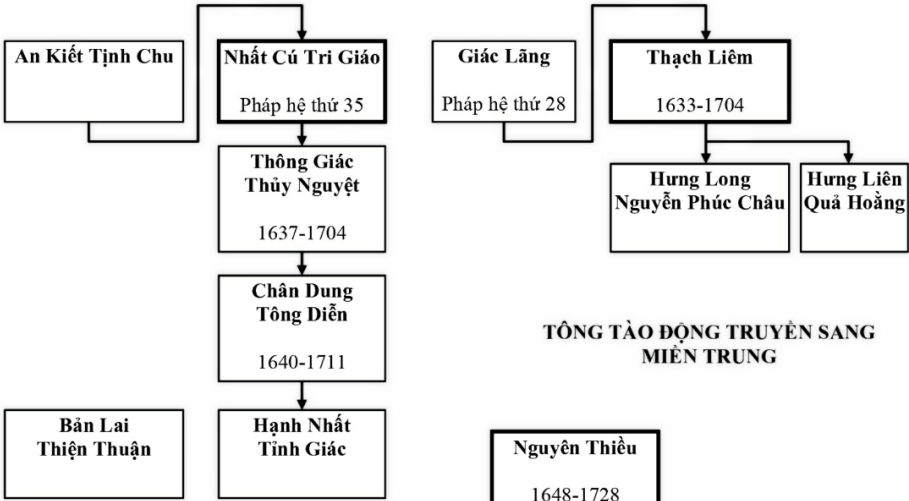 An Kiết Tịnh Chu
Nhất Cú Tri Giáo
Pháp hệ thứ 35
Giác Lãng
Pháp hệ thứ 28
Thạch Liêm
1633-1704
Thông Giác
Thủy Nguyệt
1637-1704
Hưng Long
Nguyễn Phúc Châu
Hưng Liên
Quả Hoằng
Chân Dung
Tông Diễn
1640-1711
TÔNG TÀO ĐỘNG TRUYỀN SANG
MIỀN TRUNG
Bản Lai
Thiện Thuận
Hạnh Nhất
Tỉnh Giác
Nguyên Thiều
1648-1728